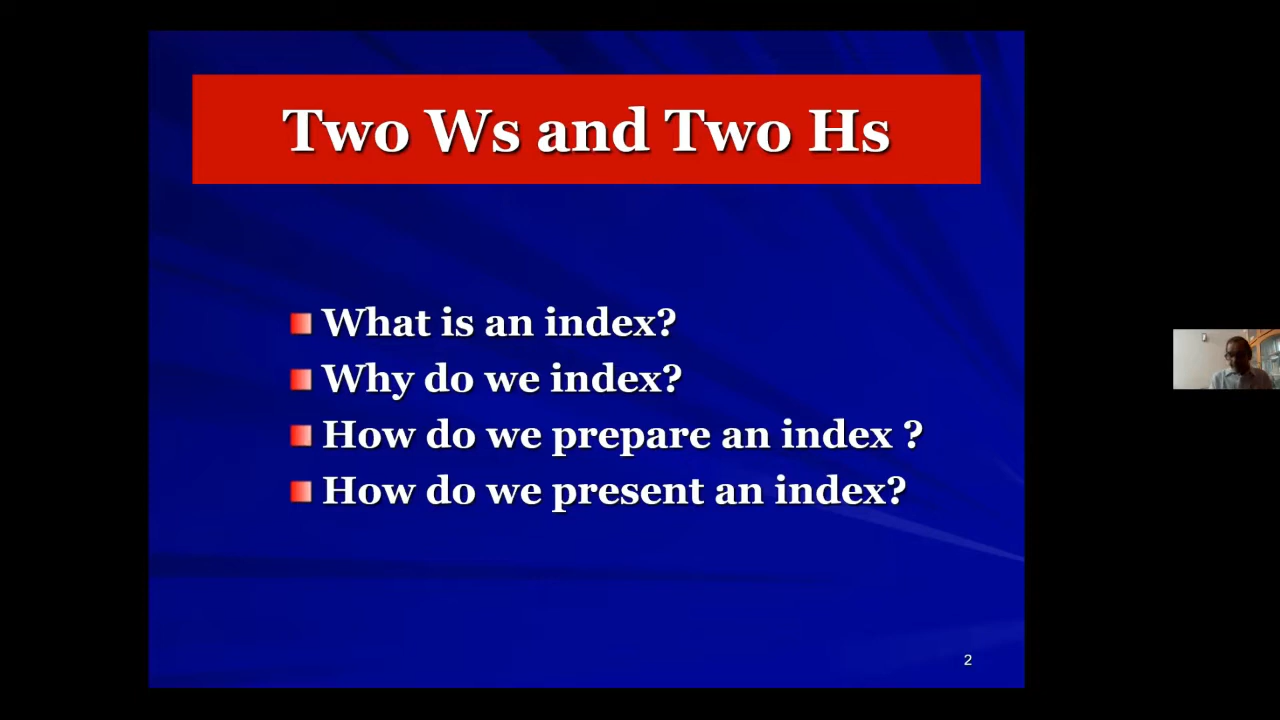 Two Ws and Two Hs
What is an index?
Why do we index?
How do we prepare an index ?
How do we present an index?
2